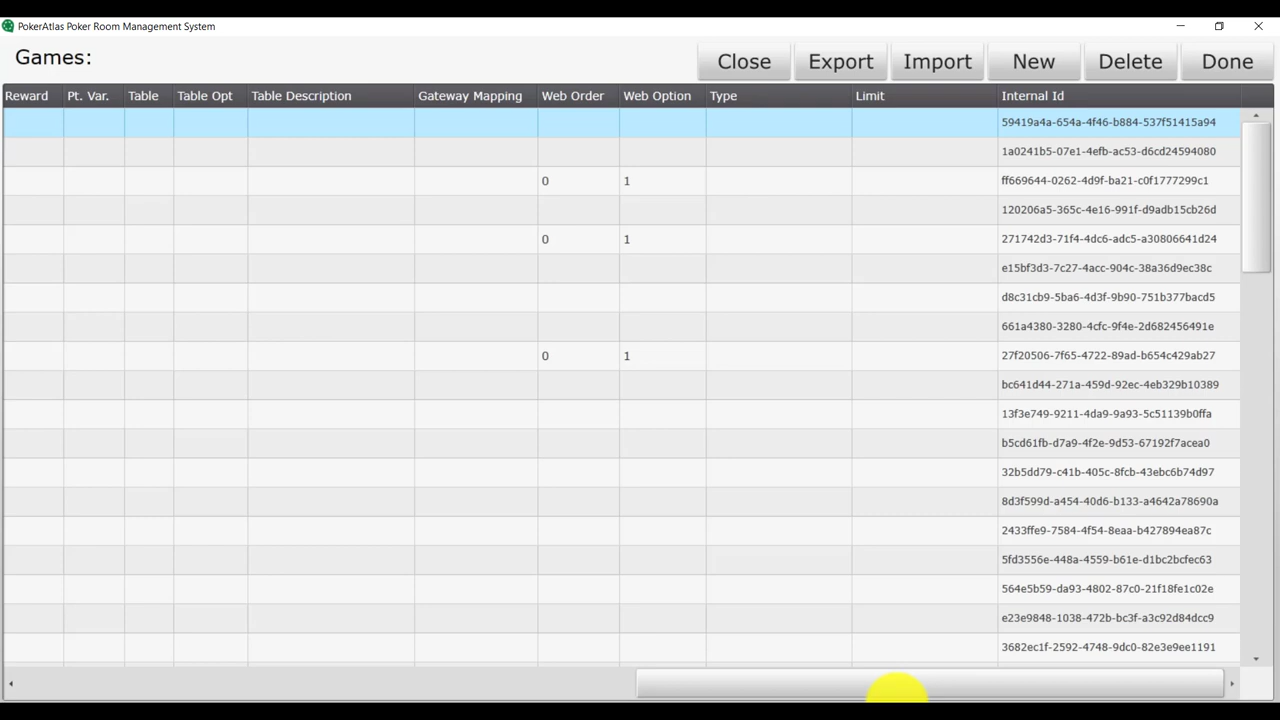 PokerAtlas Poker Room Management System
Games:
Close Export Import New Delete Done
Reward Pt. Var. Table Table Opt Table Description Gateway Mapping Web Order Web Option Type Limit Internal Id
59419a4a-654a-4f46-b884-537f51415a94
1a0241b5-07e1-4efb-ac53-d6cd24594080
0 1 ff669644-0262-4d9f-ba21-c0f1777299c1
120206a5-365c-4e16-991f-d9adb15cb26d
0 1 271742d3-71f4-4dc6-adc5-a30806641d24
e15bf3d3-7c27-4acc-904c-38a36d9ec38c
d8c31cb9-5ba6-4d3f-9b90-751b377bacd5
661a4380-3280-4cfc-9f4e-2d682456491e
0 1 27f20506-7f65-4722-89ad-b654c429ab27
bc641d44-271a-459d-92ec-4eb329b10389
13f3e749-9211-4da9-9a93-5c51139b0ffa
b5cd61fb-d7a9-4f2e-9d53-67192f7acea0
32b5dd79-c41b-405c-8fcb-43ebc6b74d97
8d3f599d-a454-40d6-b133-a4642a78690a
2433ffe9-7584-4f54-8eaa-b427894ea87c
5fd3556e-448a-4559-b61e-d1bc2bcfec63
564e5b59-da93-4802-87c0-21f18fe1c02e
e23e9848-1038-472b-bc3f-a3c92d84dcc9
3682ec1f-2592-4748-9dc0-82e3e9ee1191